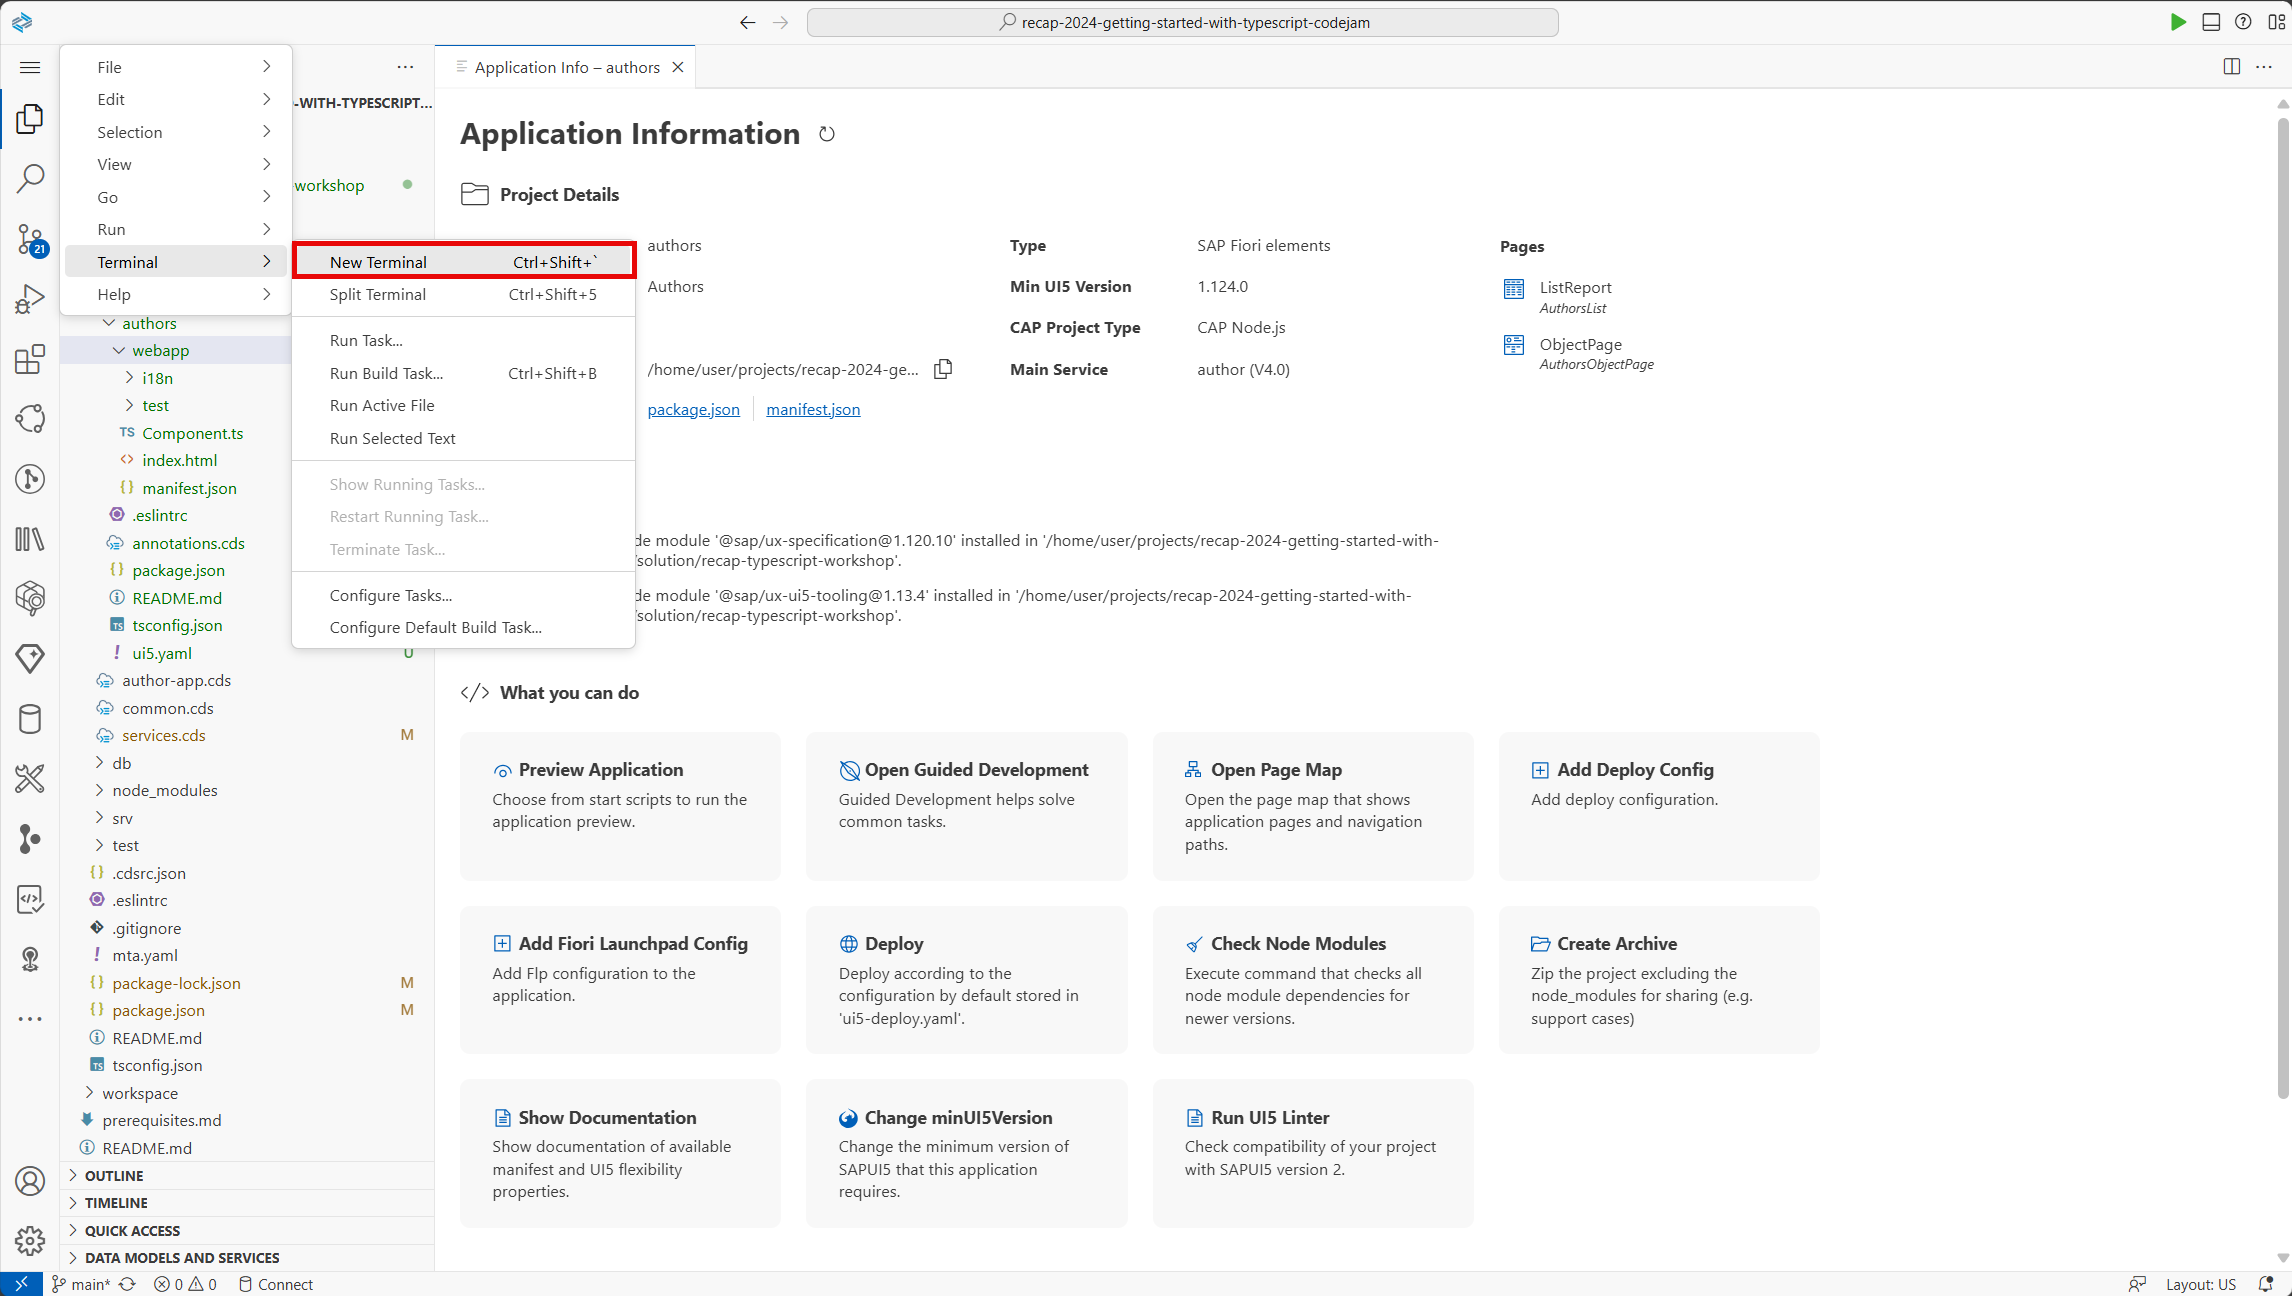 recap-2024-getting-started-with-typescript-codejam
File
Edit
Selection
View
Go
Run
Terminal
Help
-WITH-TYPESCRIPT...
workshop
21
New Terminal Ctrl+Shift+`
Split Terminal Ctrl+Shift+5
Run Task...
Run Build Task... Ctrl+Shift+B
Run Active File
Run Selected Text
Show Running Tasks...
Restart Running Task...
Terminate Task...
Configure Tasks...
Configure Default Build Task...
authors
webapp
i18n
test
TS Component.ts
index.html
manifest.json
.eslintrc
annotations.cds
package.json
README.md
tsconfig.json
ui5.yaml U
author-app.cds
common.cds
services.cds M
db
node_modules
srv
test
.cdsrc.json
.eslintrc
.gitignore
mta.yaml
package-lock.json M
package.json M
README.md
tsconfig.json
workspace
prerequisites.md
README.md
OUTLINE
TIMELINE
QUICK ACCESS
DATA MODELS AND SERVICES
Application Info – authors
Application Information
Project Details
authors
Authors
/home/user/projects/recap-2024-ge...
package.json manifest.json
Type SAP Fiori elements
Min UI5 Version 1.124.0
CAP Project Type CAP Node.js
Main Service author (V4.0)
Pages
ListReport
AuthorsList
ObjectPage
AuthorsObjectPage
de module '@sap/ux-specification@1.120.10' installed in '/home/user/projects/recap-2024-getting-started-with-
/solution/recap-typescript-workshop'.
de module '@sap/ux-ui5-tooling@1.13.4' installed in '/home/user/projects/recap-2024-getting-started-with-
/solution/recap-typescript-workshop'.
What you can do
Preview Application
Choose from start scripts to run the
application preview.
Open Guided Development
Guided Development helps solve
common tasks.
Open Page Map
Open the page map that shows
application pages and navigation
paths.
Add Deploy Config
Add deploy configuration.
Add Fiori Launchpad Config
Add Flp configuration to the
application.
Deploy
Deploy according to the
configuration by default stored in
'ui5-deploy.yaml'.
Check Node Modules
Execute command that checks all
node module dependencies for
newer versions.
Create Archive
Zip the project excluding the
node_modules for sharing (e.g.
support cases)
Show Documentation
Show documentation of available
manifest and UI5 flexibility
properties.
Change minUI5Version
Change the minimum version of
SAPUI5 that this application
requires.
Run UI5 Linter
Check compatibility of your project
with SAPUI5 version 2.
main* 0 0 Connect
Layout: US